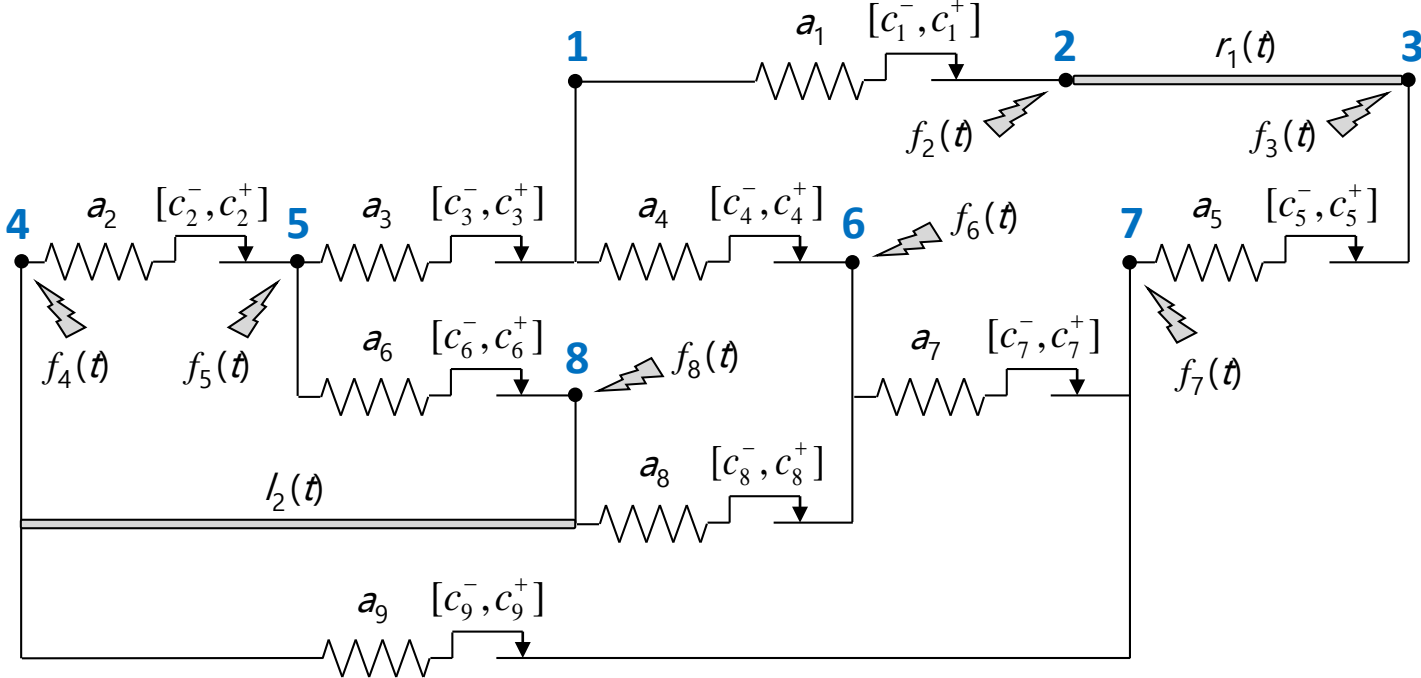 a₁ [c₁⁻, c₁⁺]
1 2 r₁(t) 3
f₂(t) f₃(t)
a₂ [c₂⁻, c₂⁺] a₃ [c₃⁻, c₃⁺] a₄ [c₄⁻, c₄⁺] a₅ [c₅⁻, c₅⁺]
4 5 6 f₆(t) 7
f₄(t) f₅(t) a₆ [c₆⁻, c₆⁺] 8 f₈(t) a₇ [c₇⁻, c₇⁺] f₇(t)
l₂(t) a₈ [c₈⁻, c₈⁺]
a₉ [c₉⁻, c₉⁺]